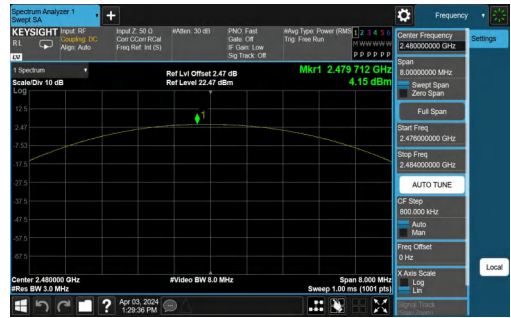 Spectrum Analyzer 1
Swept SA
+
Frequency
KEYSIGHT
RL
Input: RF
Coupling: DC
Align: Auto
Input Z: 50 Ω
Corr CCorr RCal
Freq Ref: Int (S)
#Atten: 30 dB
PNO: Fast
Gate: Off
IF Gain: Low
Sig Track: Off
#Avg Type: Power (RMS
Trig: Free Run
1 2 3 4 5 6
M W W W W W
P P P P P P
LXI
Center Frequency
2.480000000 GHz
Settings
1 Spectrum
Scale/Div 10 dB
Ref Lvl Offset 2.47 dB
Ref Level 22.47 dBm
Mkr1 2.479 712 GHz
4.15 dBm
Log
12.5
2.47
-7.53
-17.5
-27.5
-37.5
-47.5
-57.5
-67.5
1
Span
8.00000000 MHz
Swept Span
Zero Span
Full Span
Start Freq
2.476000000 GHz
Stop Freq
2.484000000 GHz
AUTO TUNE
CF Step
800.000 kHz
Auto
Man
Freq Offset
0 Hz
X Axis Scale
Log
Lin
Signal Track
Local
Center 2.480000 GHz
#Res BW 3.0 MHz
#Video BW 8.0 MHz
Span 8.000 MHz
Sweep 1.00 ms (1001 pts)
?
Apr 03, 2024
1:29:36 PM